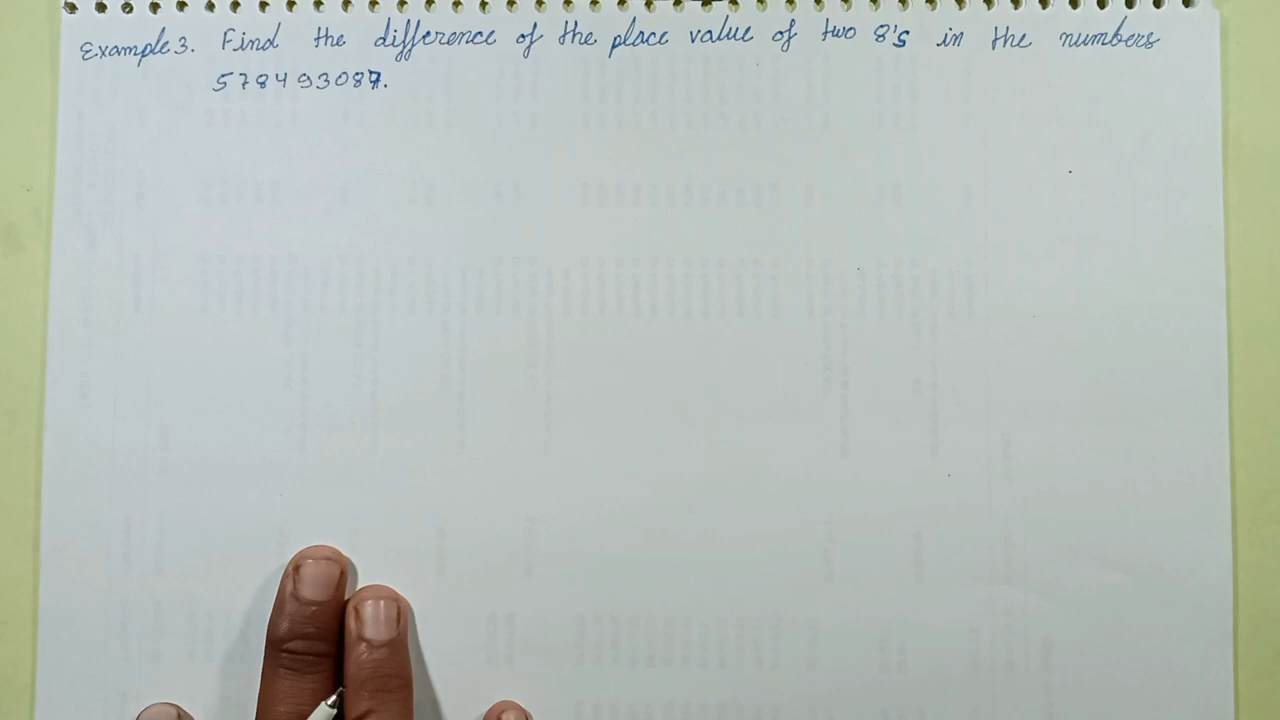 Example 3. Find the difference of the place value of two 8's in the numbers
578493087.